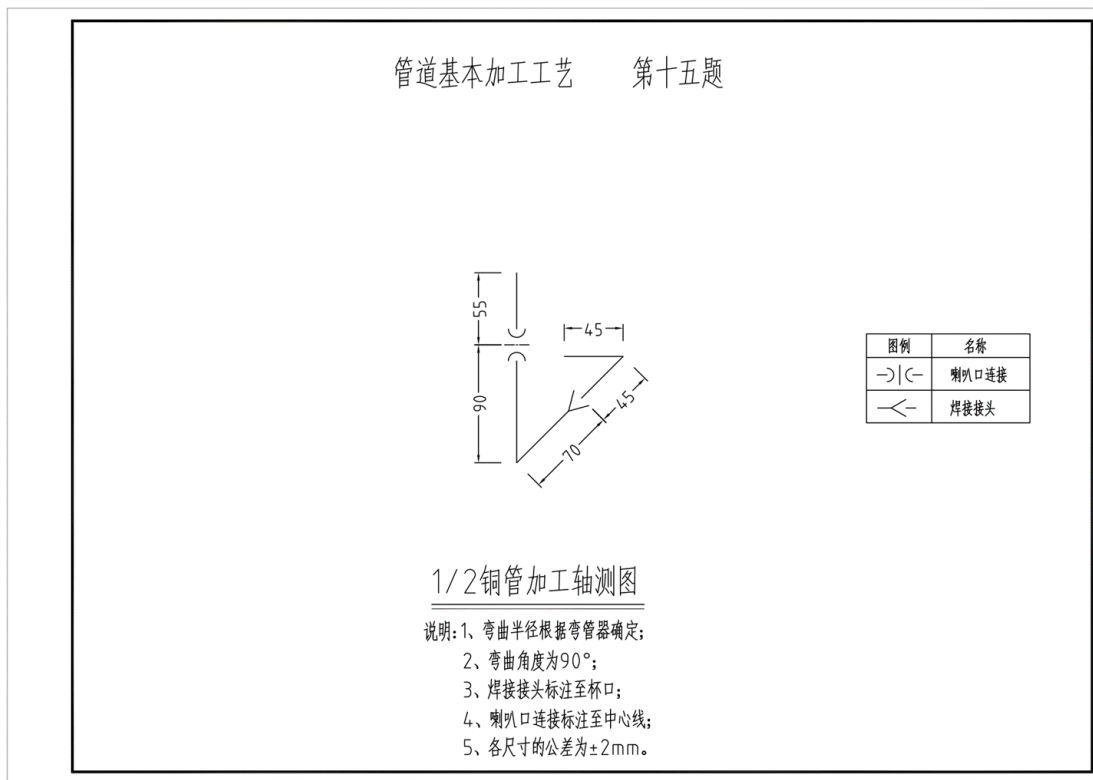 管道基本加工工艺 第十五题
55
45
90
45
70
图例 名称
喇叭口连接
焊接接头
1/2铜管加工轴测图
说明:1、弯曲半径根据弯管器确定;
2、弯曲角度为90°;
3、焊接接头标注至杯口;
4、喇叭口连接标注至中心线;
5、各尺寸的公差为±2mm。